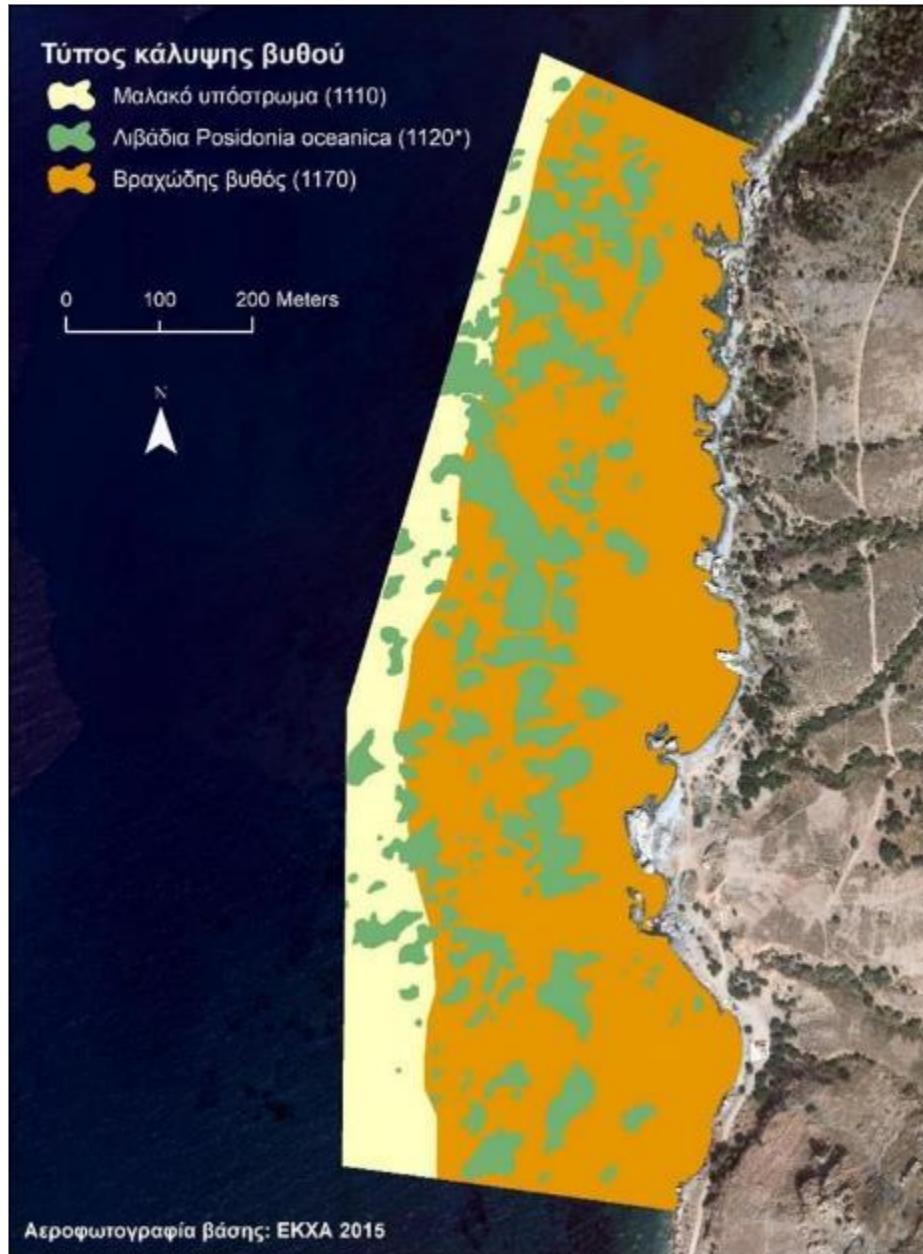 Τύπος κάλυψης βυθού
Μαλακό υπόστρωμα (1110)
Λιβάδια Posidonia oceanica (1120*)
Βραχώδης βυθός (1170)
0 100 200 Meters
N
Αεροφωτογραφία βάσης: ΕΚΧΑ 2015